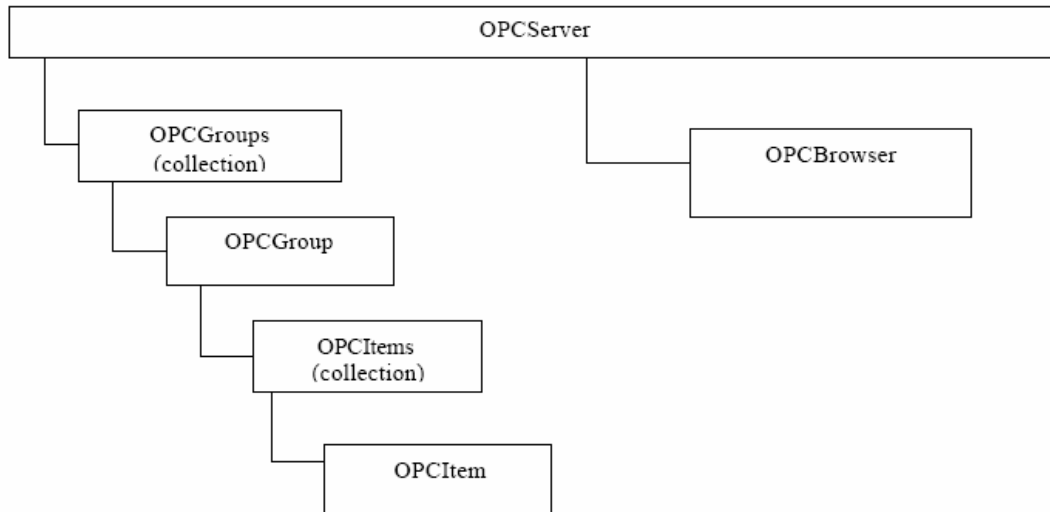 OPCServer
OPCGroups
(collection)
OPCBrowser
OPCGroup
OPCItems
(collection)
OPCItem